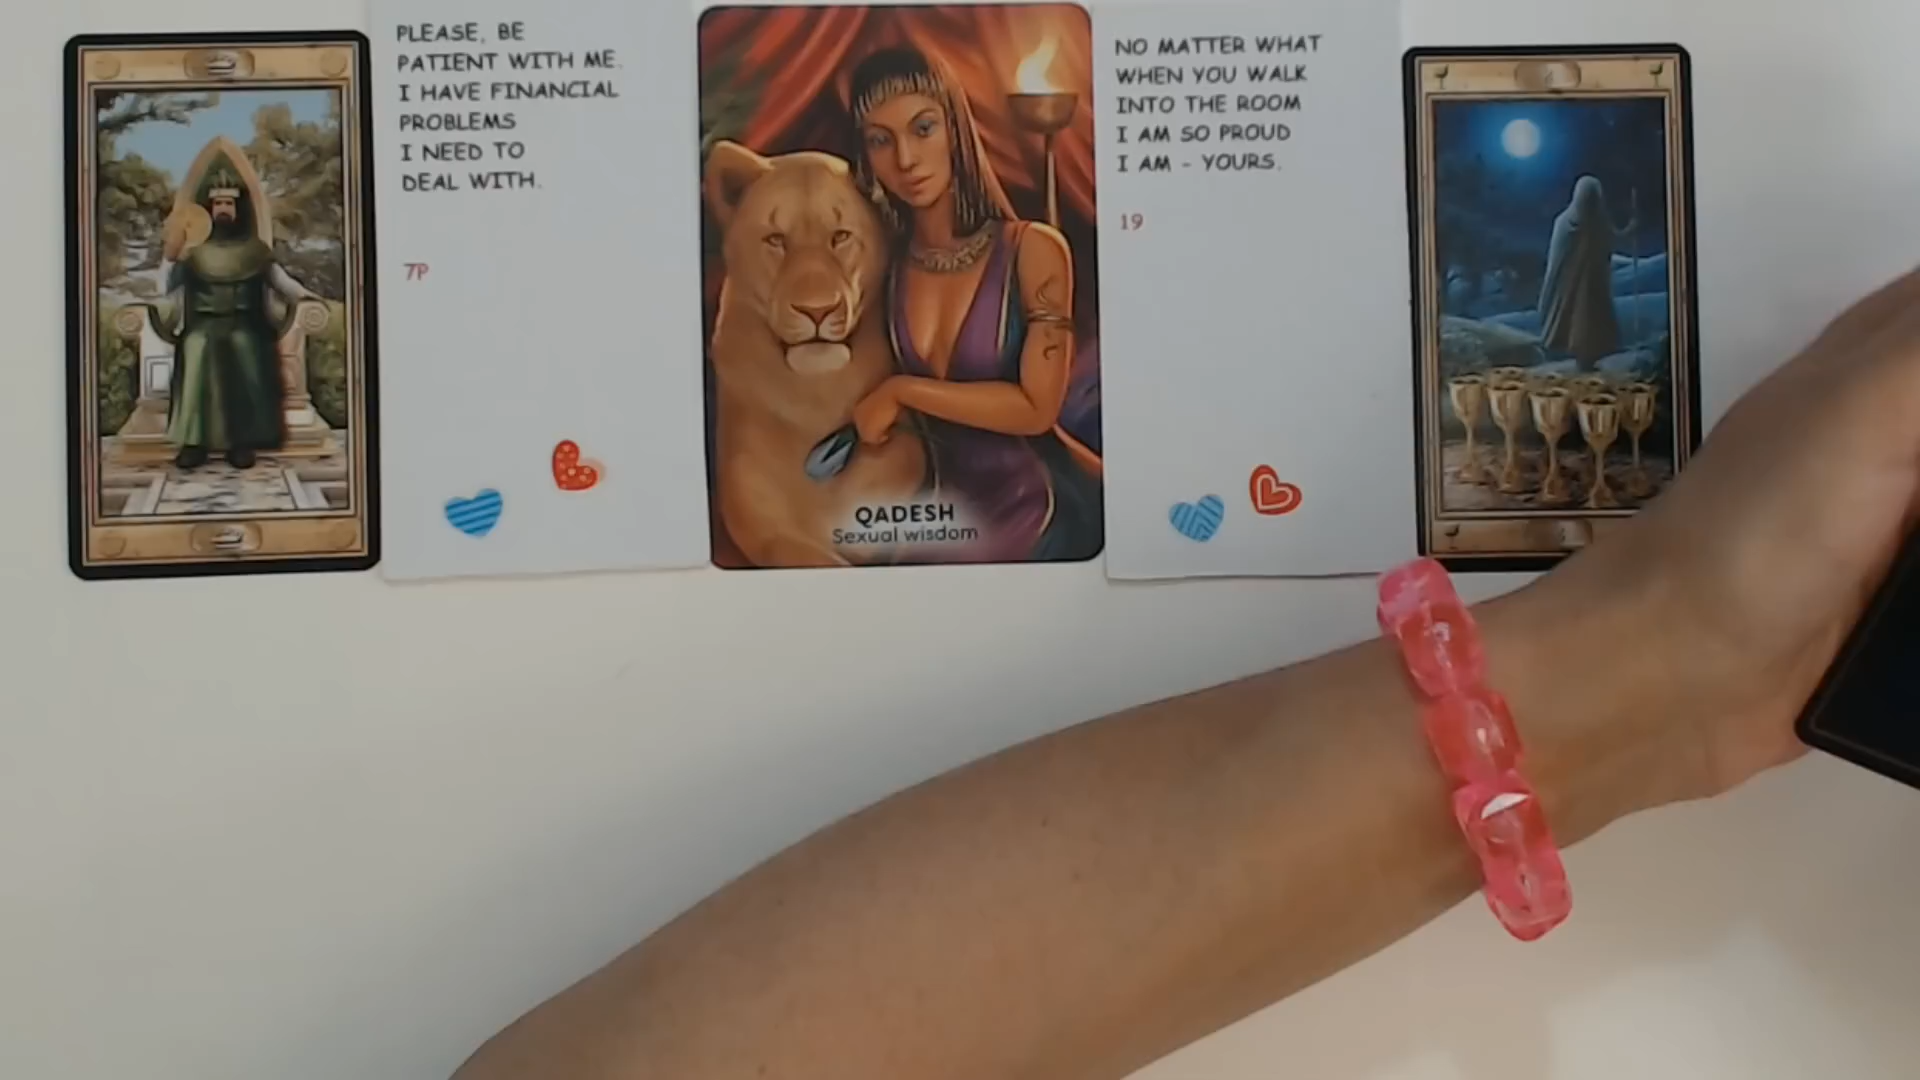 PLEASE, BE
PATIENT WITH ME.
I HAVE FINANCIAL
PROBLEMS
I NEED TO
DEAL WITH.
7P
QADESH
Sexual wisdom
NO MATTER WHAT
WHEN YOU WALK
INTO THE ROOM
I AM SO PROUD
I AM - YOURS.
19